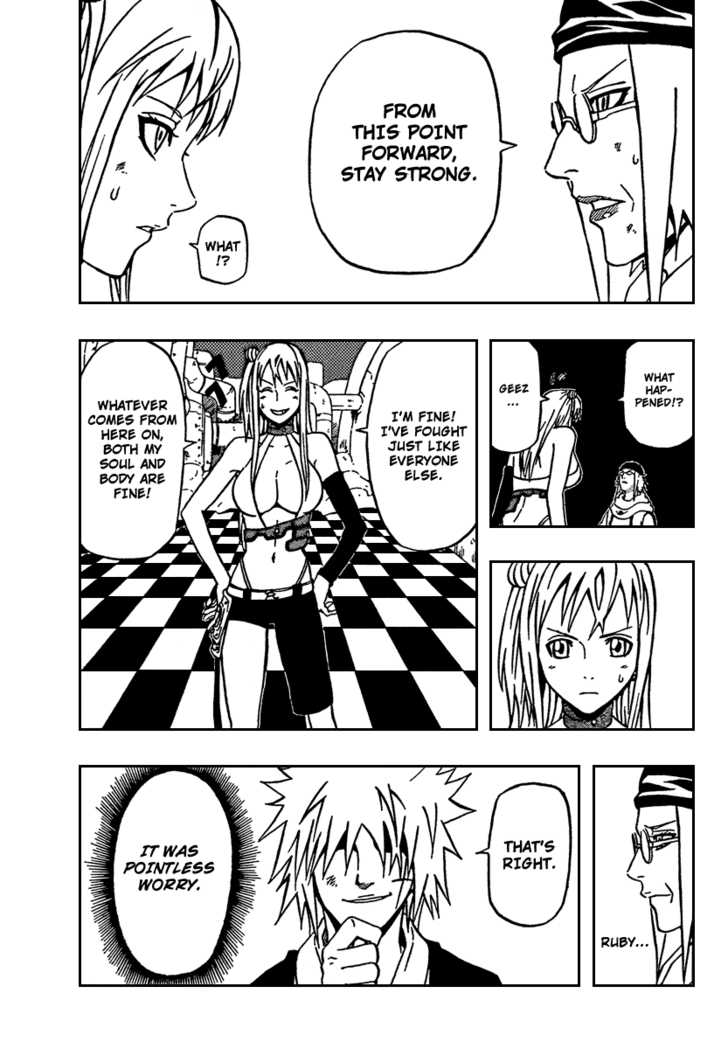 FROM
THIS POINT
FORWARD,
STAY STRONG.
WHAT
!?
WHAT
HAP-
PENED!?
GEEZ
...
I'M FINE!
I'VE FOUGHT
JUST LIKE
EVERYONE
ELSE.
WHATEVER
COMES FROM
HERE ON,
BOTH MY
SOUL AND
BODY ARE
FINE!
RUBY...
THAT'S
RIGHT.
IT WAS
POINTLESS
WORRY.